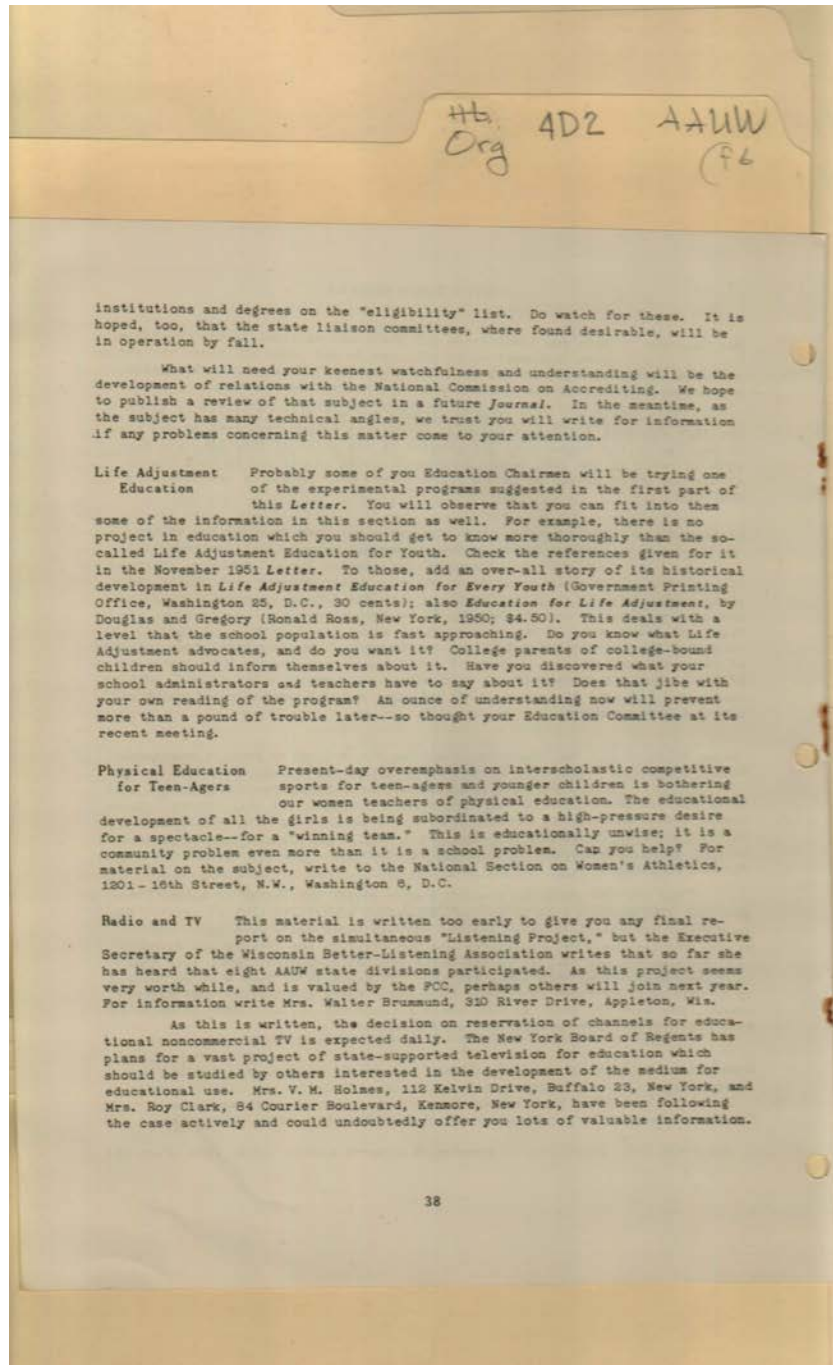 Hb.
Org 4D2 AAUW
institutions and degrees on the "eligibility" list. Do watch for these. It is
hoped, too, that the state liaison committees, where found desirable, will be
in operation by fall.
What will need your keenest watchfulness and understanding will be the
development of relations with the National Commission on Accrediting. We hope
to publish a review of that subject in a future Journal. In the meantime, as
the subject has many technical angles, we trust you will write for information
if any problems concerning this matter come to your attention.
Life Adjustment Probably some of you Education Chairmen will be trying one
Education of the experimental programs suggested in the first part of
this Letter. You will observe that you can fit into them
some of the information in this section as well. For example, there is no
project in education which you should get to know more thoroughly than the so-
called Life Adjustment Education for Youth. Check the references given for it
in the November 1951 Letter. To those, add an over-all story of its historical
development in Life Adjustment Education for Every Youth (Government Printing
Office, Washington 25, D.C., 30 cents); also Education for Life Adjustment, by
Douglas and Gregory (Ronald Ross, New York, 1950; $4.50). This deals with a
level that the school population is fast approaching. Do you know what Life
Adjustment advocates, and do you want it? College parents of college-bound
children should inform themselves about it. Have you discovered what your
school administrators and teachers have to say about it? Does that jibe with
your own reading of the program? An ounce of understanding now will prevent
more than a pound of trouble later--so thought your Education Committee at its
recent meeting.
Physical Education Present-day overemphasis on interscholastic competitive
for Teen-Agers sports for teen-agers and younger children is bothering
our women teachers of physical education. The educational
development of all the girls is being subordinated to a high-pressure desire
for a spectacle--for a "winning team." This is educationally unwise; it is a
community problem even more than it is a school problem. Can you help? For
material on the subject, write to the National Section on Women's Athletics,
1201 - 16th Street, N.W., Washington 6, D.C.
Radio and TV This material is written too early to give you any final re-
port on the simultaneous "Listening Project," but the Executive
Secretary of the Wisconsin Better-Listening Association writes that so far she
has heard that eight AAUW state divisions participated. As this project seems
very worth while, and is valued by the FCC, perhaps others will join next year.
For information write Mrs. Walter Brummund, 310 River Drive, Appleton, Wis.
As this is written, the decision on reservation of channels for educa-
tional noncommercial TV is expected daily. The New York Board of Regents has
plans for a vast project of state-supported television for education which
should be studied by others interested in the development of the medium for
educational use. Mrs. V. M. Holmes, 112 Kelvin Drive, Buffalo 23, New York, and
Mrs. Roy Clark, 84 Courier Boulevard, Kenmore, New York, have been following
the case actively and could undoubtedly offer you lots of valuable information.
38